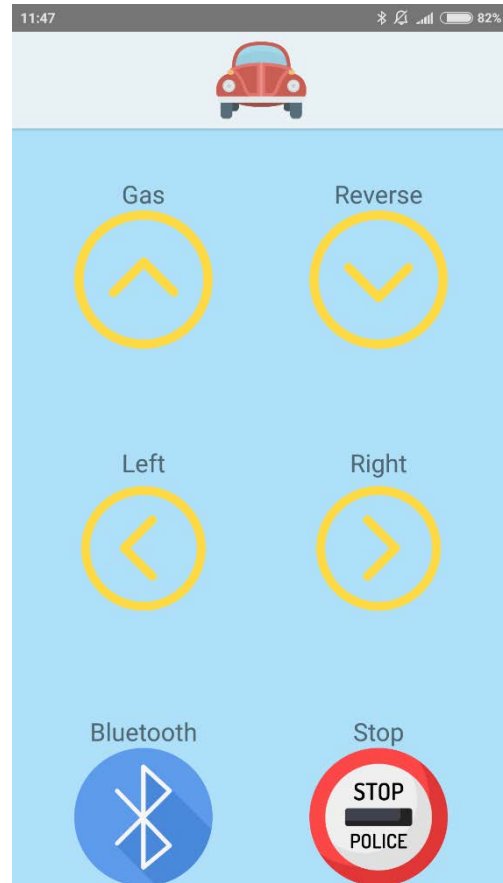 11:47 82%
Gas Reverse
Left Right
Bluetooth Stop
STOP
POLICE